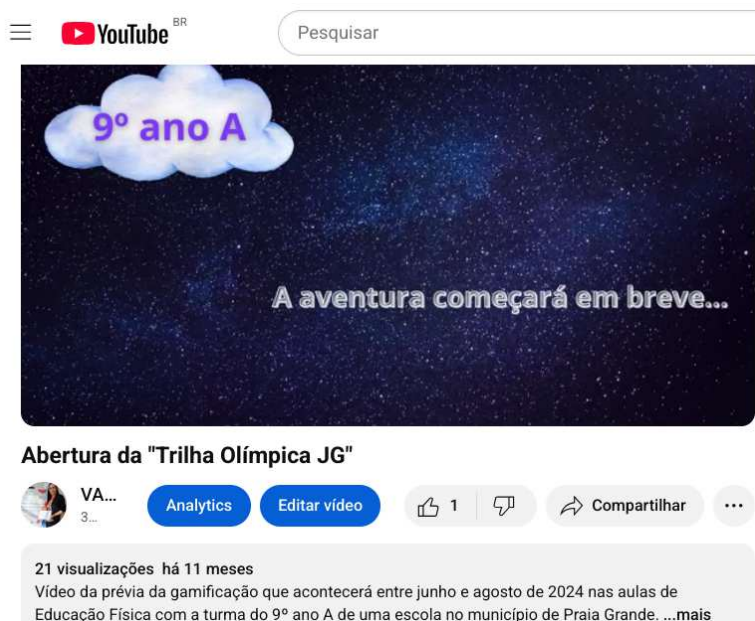 YouTube BR
Pesquisar
9º ano A
A aventura começará em breve...
Abertura da "Trilha Olímpica JG"
VA...
3...
Analytics
Editar vídeo
1
Compartilhar
21 visualizações há 11 meses
Vídeo da prévia da gamificação que acontecerá entre junho e agosto de 2024 nas aulas de
Educação Física com a turma do 9º ano A de uma escola no município de Praia Grande. ...mais